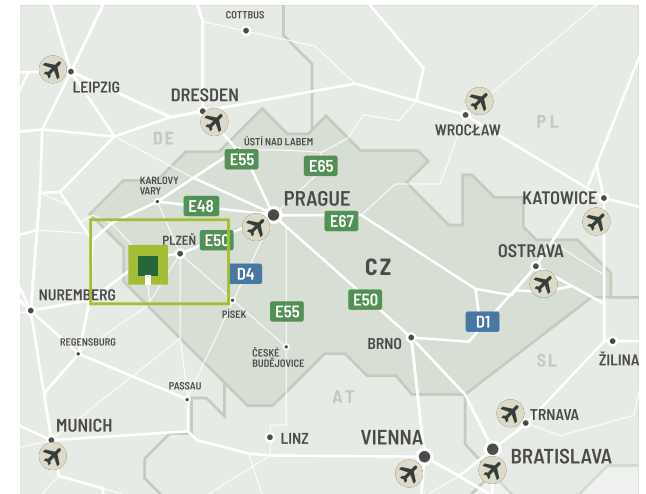 COTTBUS
LEIPZIG
DRESDEN
WROCŁAW
PL
DE
ÚSTÍ NAD LABEM
E55
E65
KARLOVY
VARY
E48
PRAGUE
E67
KATOWICE
PLZEŇ
E50
OSTRAVA
CZ
D4
NUREMBERG
E50
PÍSEK
E55
D1
REGENSBURG
ČESKÉ
BUDĚJOVICE
BRNO
SL
ŽILINA
PASSAU
AT
TRNAVA
MUNICH
LINZ
VIENNA
BRATISLAVA